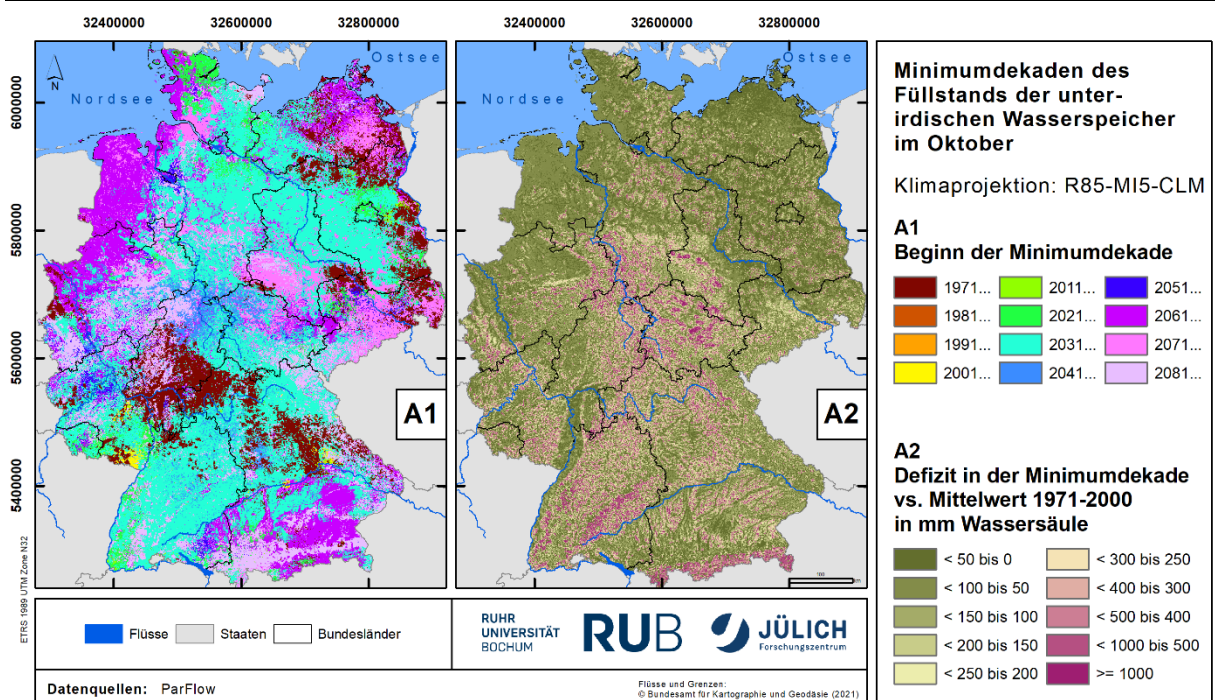 32400000 32600000 32800000
32400000 32600000 32800000
6000000
5800000
5600000
5400000
N
Nordsee
Ostsee
A1
Nordsee
Ostsee
A2
100
km
ETRS 1989 UTM Zone N32
Minimumdekaden des
Füllstands der unter-
irdischen Wasserspeicher
im Oktober
Klimaprojektion: R85-MI5-CLM
A1
Beginn der Minimumdekade
1971... 2011... 2051...
1981... 2021... 2061...
1991... 2031... 2071...
2001... 2041... 2081...
A2
Defizit in der Minimumdekade
vs. Mittelwert 1971-2000
in mm Wassersäule
< 50 bis 0 < 300 bis 250
< 100 bis 50 < 400 bis 300
< 150 bis 100 < 500 bis 400
< 200 bis 150 < 1000 bis 500
< 250 bis 200 >= 1000
Flüsse Staaten Bundesländer
RUHR
UNIVERSITÄT
BOCHUM
RUB
JÜLICH
Forschungszentrum
Datenquellen: ParFlow
Flüsse und Grenzen:
© Bundesamt für Kartographie und Geodäsie (2021)